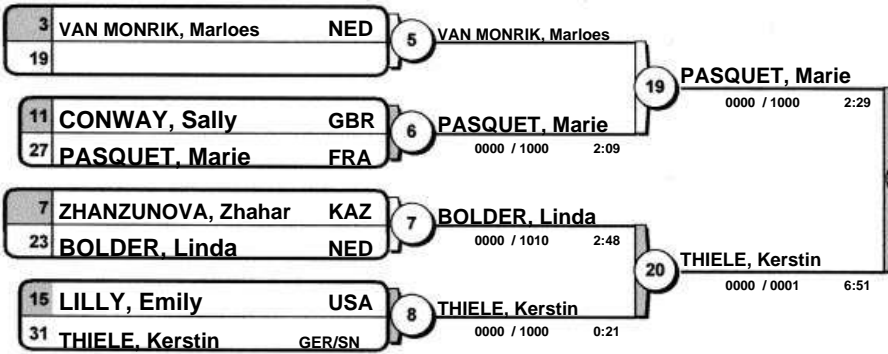 3 VAN MONRIK, Marloes NED
19
5 VAN MONRIK, Marloes
11 CONWAY, Sally GBR
27 PASQUET, Marie FRA
6 PASQUET, Marie
0000 / 1000 2:09
19 PASQUET, Marie
0000 / 1000 2:29
7 ZHANZUNOVA, Zhahar KAZ
23 BOLDER, Linda NED
7 BOLDER, Linda
0000 / 1010 2:48
15 LILLY, Emily USA
31 THIELE, Kerstin GER/SN
8 THIELE, Kerstin
0000 / 1000 0:21
20 THIELE, Kerstin
0000 / 0001 6:51